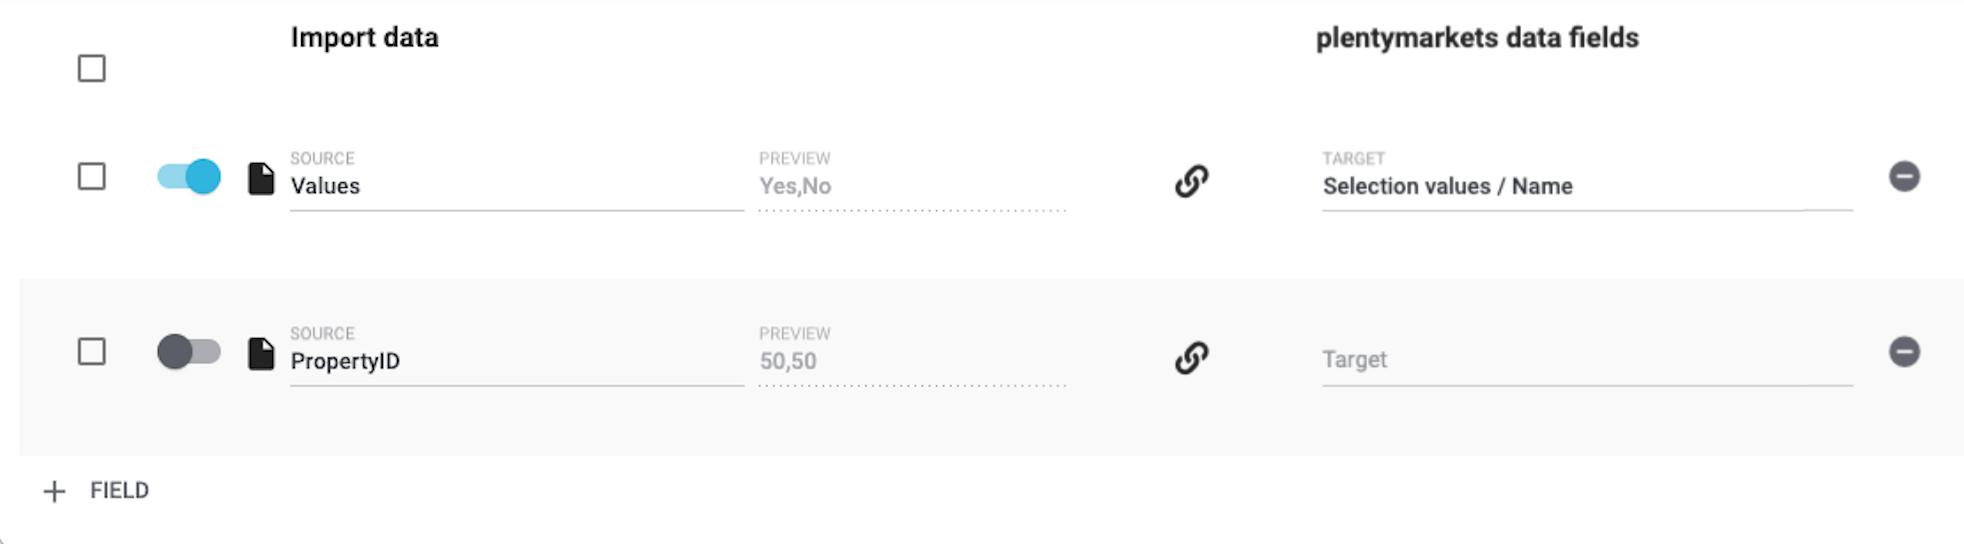 Import data
plentymarkets data fields
SOURCE
Values
PREVIEW
Yes,No
TARGET
Selection values / Name
SOURCE
PropertyID
PREVIEW
50,50
Target
FIELD